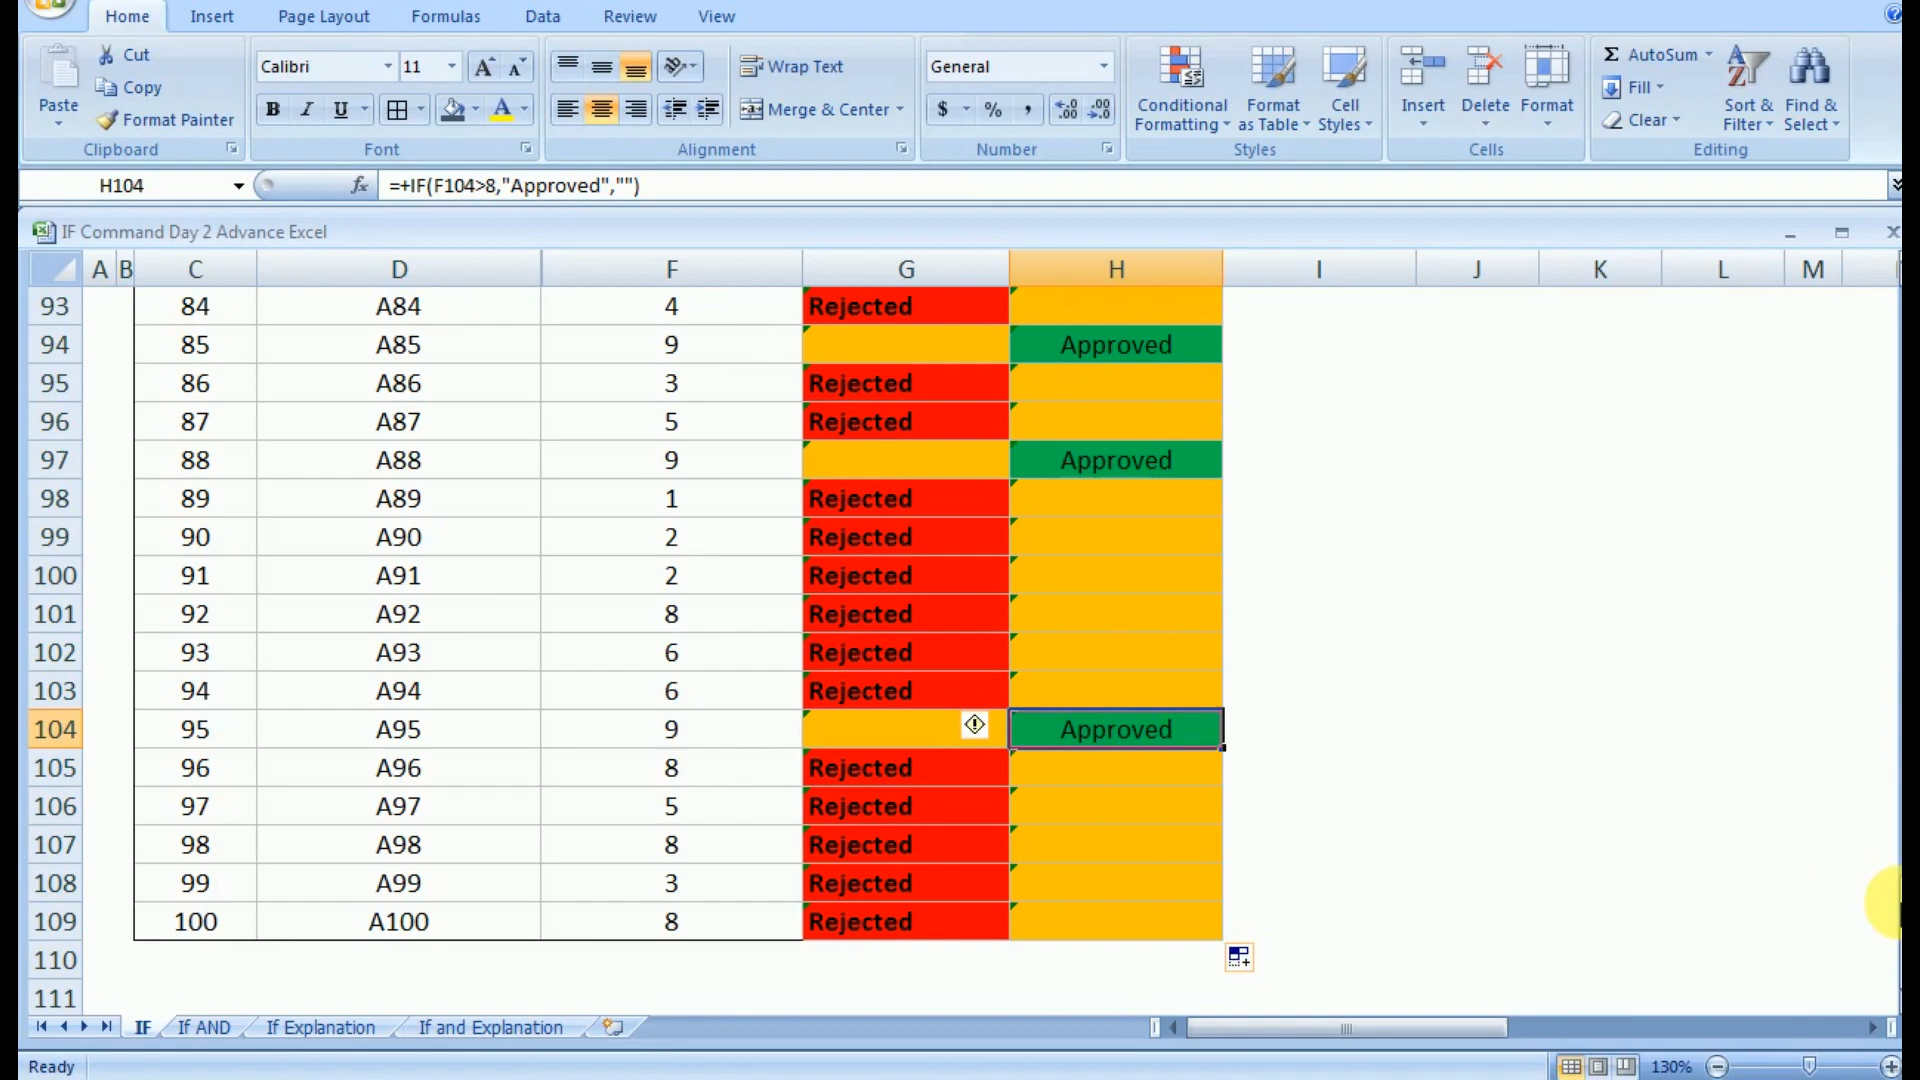 Home Insert Page Layout Formulas Data Review View
Cut
Copy
Format Painter
Paste
Clipboard
Calibri 11
B I U
Font
Wrap Text
Merge & Center
Alignment
General
$ % ,
Number
Conditional Formatting
Format as Table
Cell Styles
Styles
Insert Delete Format
Cells
Σ AutoSum
Fill
Clear
Sort & Filter
Find & Select
Editing
H104 fx =+IF(F104>8,"Approved","")
IF Command Day 2 Advance Excel
A B C D F G H I J K L M
93 84 A84 4 Rejected
94 85 A85 9 Approved
95 86 A86 3 Rejected
96 87 A87 5 Rejected
97 88 A88 9 Approved
98 89 A89 1 Rejected
99 90 A90 2 Rejected
100 91 A91 2 Rejected
101 92 A92 8 Rejected
102 93 A93 6 Rejected
103 94 A94 6 Rejected
104 95 A95 9 Approved
105 96 A96 8 Rejected
106 97 A97 5 Rejected
107 98 A98 8 Rejected
108 99 A99 3 Rejected
109 100 A100 8 Rejected
110
111
IF If AND If Explanation If and Explanation
Ready 130%